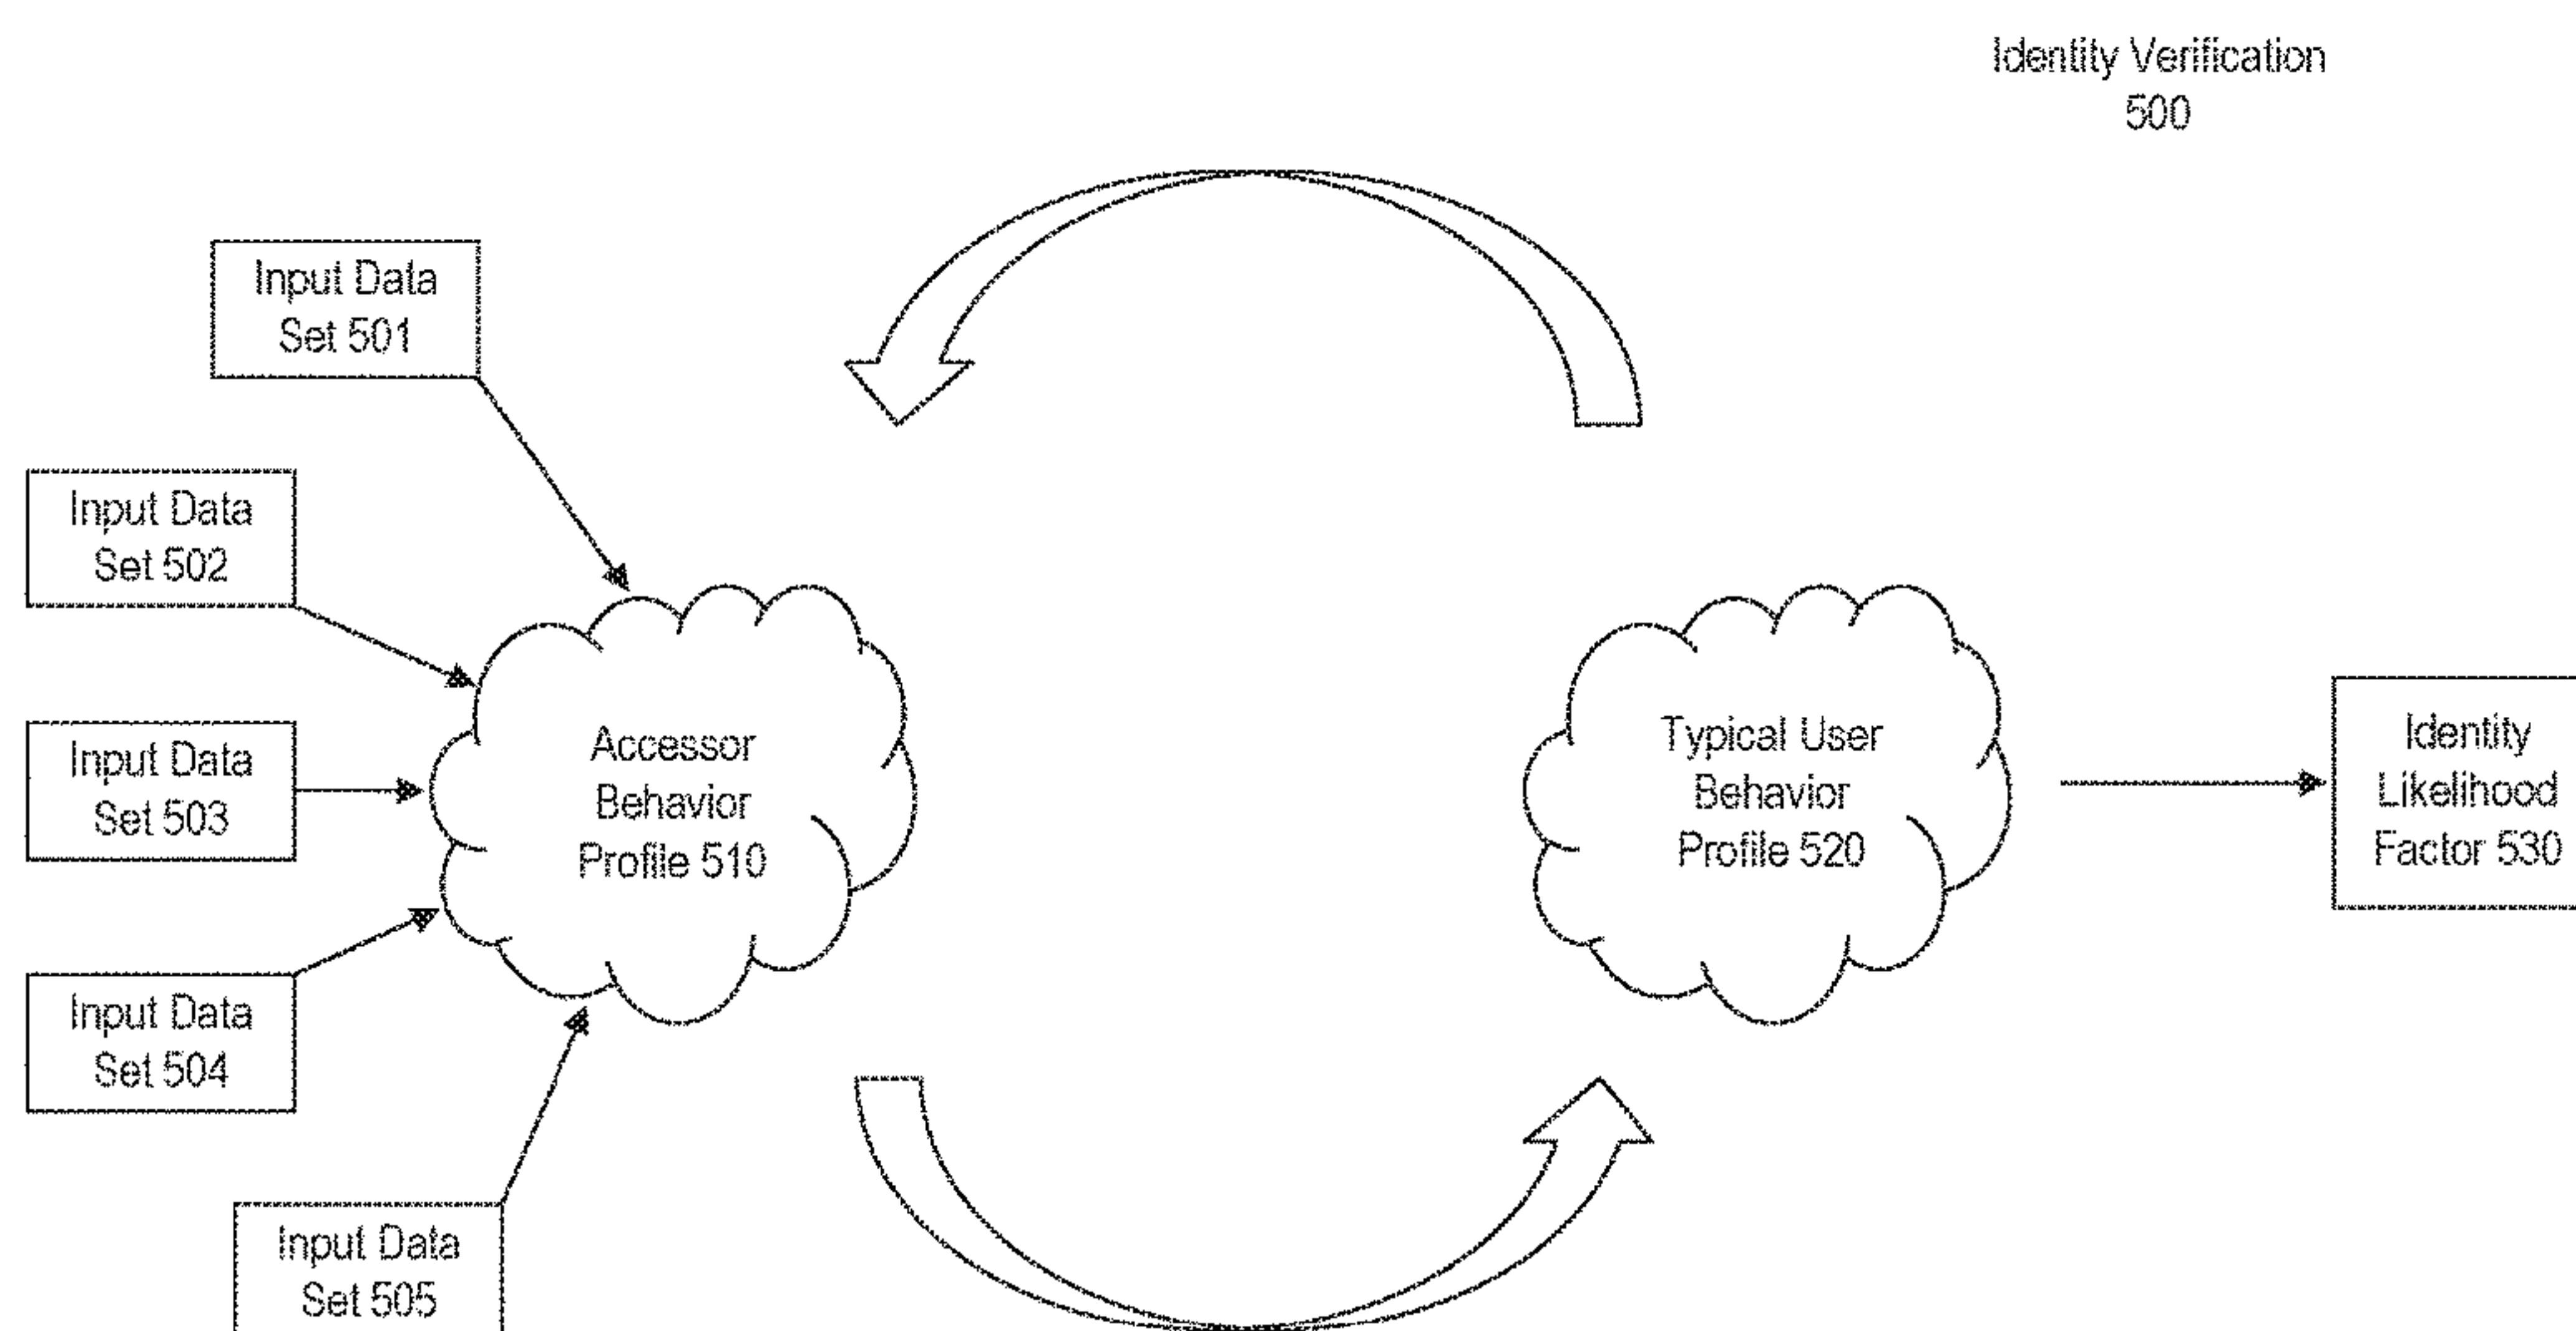 Identity Verification
500
Input Data
Set 501
Input Data
Set 502
Input Data
Set 503
Input Data
Set 504
Input Data
Set 505
Accessor
Behavior
Profile 510
Typical User
Behavior
Profile 520
Identity
Likelihood
Factor 530